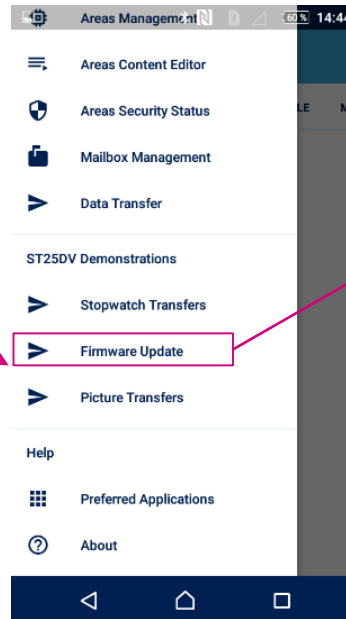 Areas Management
60% 14:44
Areas Content Editor
Areas Security Status
LE
Mailbox Management
Data Transfer
ST25DV Demonstrations
Stopwatch Transfers
Firmware Update
Picture Transfers
Help
Preferred Applications
About